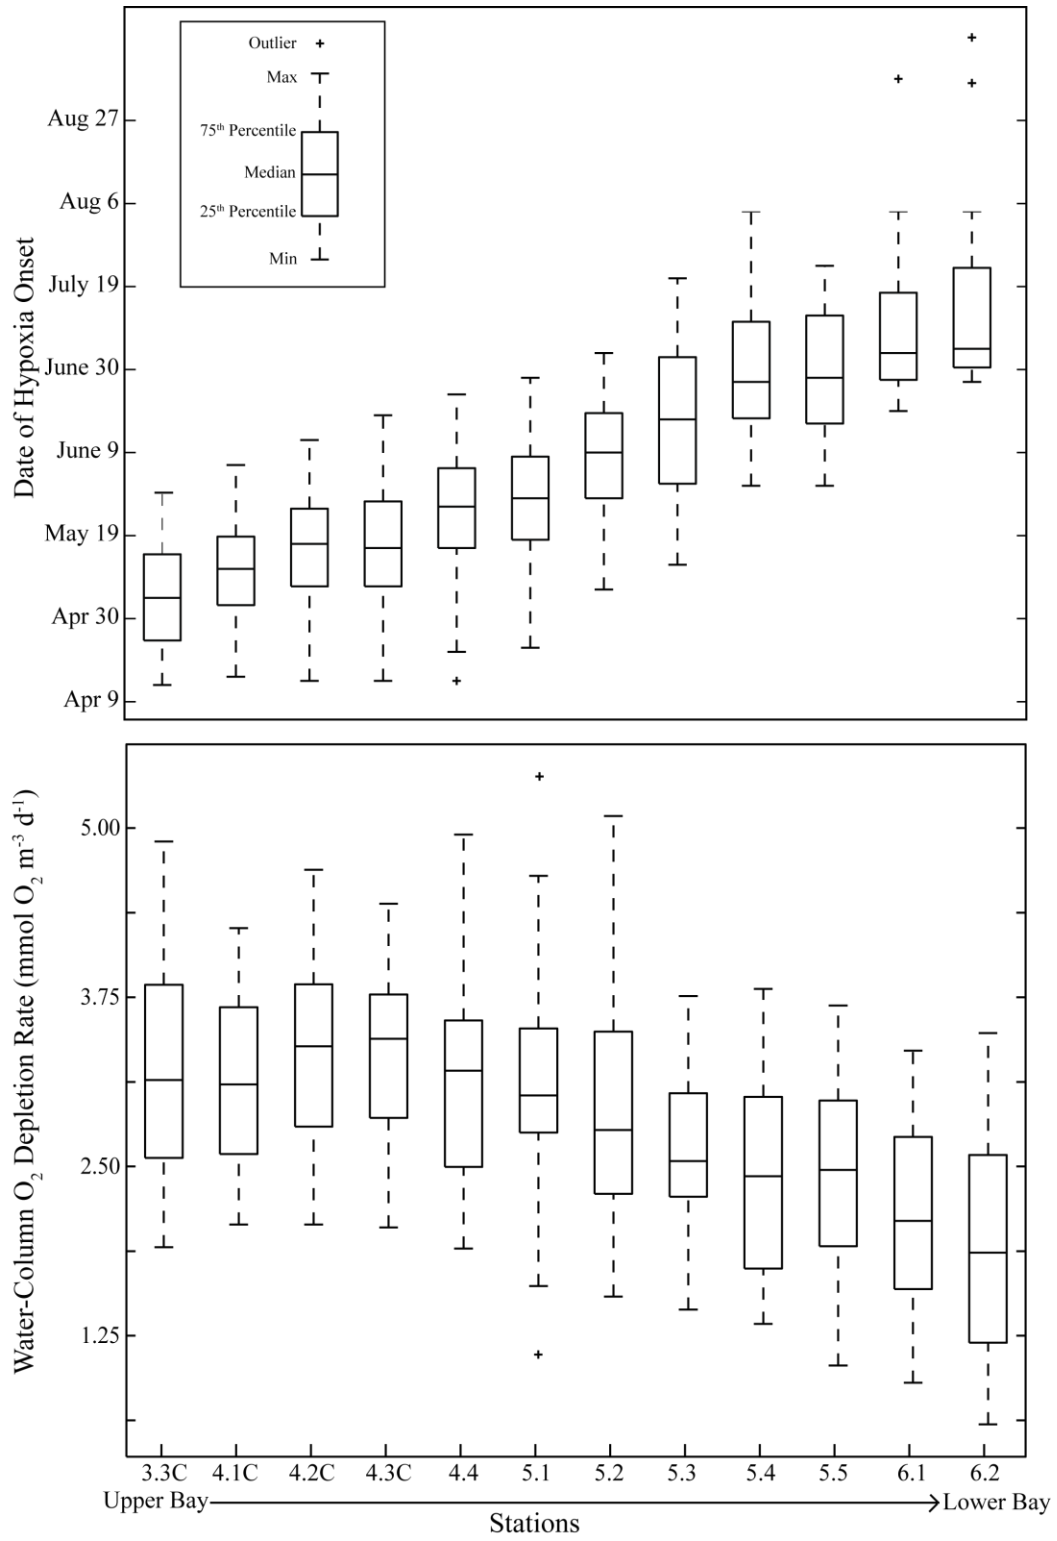 Outlier
Max
75th Percentile
Median
25th Percentile
Min
Date of Hypoxia Onset
Aug 27
Aug 6
July 19
June 30
June 9
May 19
Apr 30
Apr 9
Water-Column O2 Depletion Rate (mmol O2 m-3 d-1)
5.00
3.75
2.50
1.25
3.3C 4.1C 4.2C 4.3C 4.4 5.1 5.2 5.3 5.4 5.5 6.1 6.2
Upper Bay Lower Bay
Stations